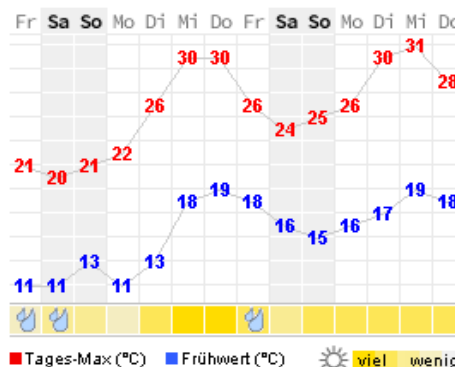 Fr Sa So Mo Di Mi Do Fr Sa So Mo Di Mi Do
21 20 21 22 26 30 30 26 24 25 26 30 31 28
11 11 13 11 13 18 19 18 16 15 16 17 19 18
Tages-Max (°C) Frühwert (°C) viel wenig